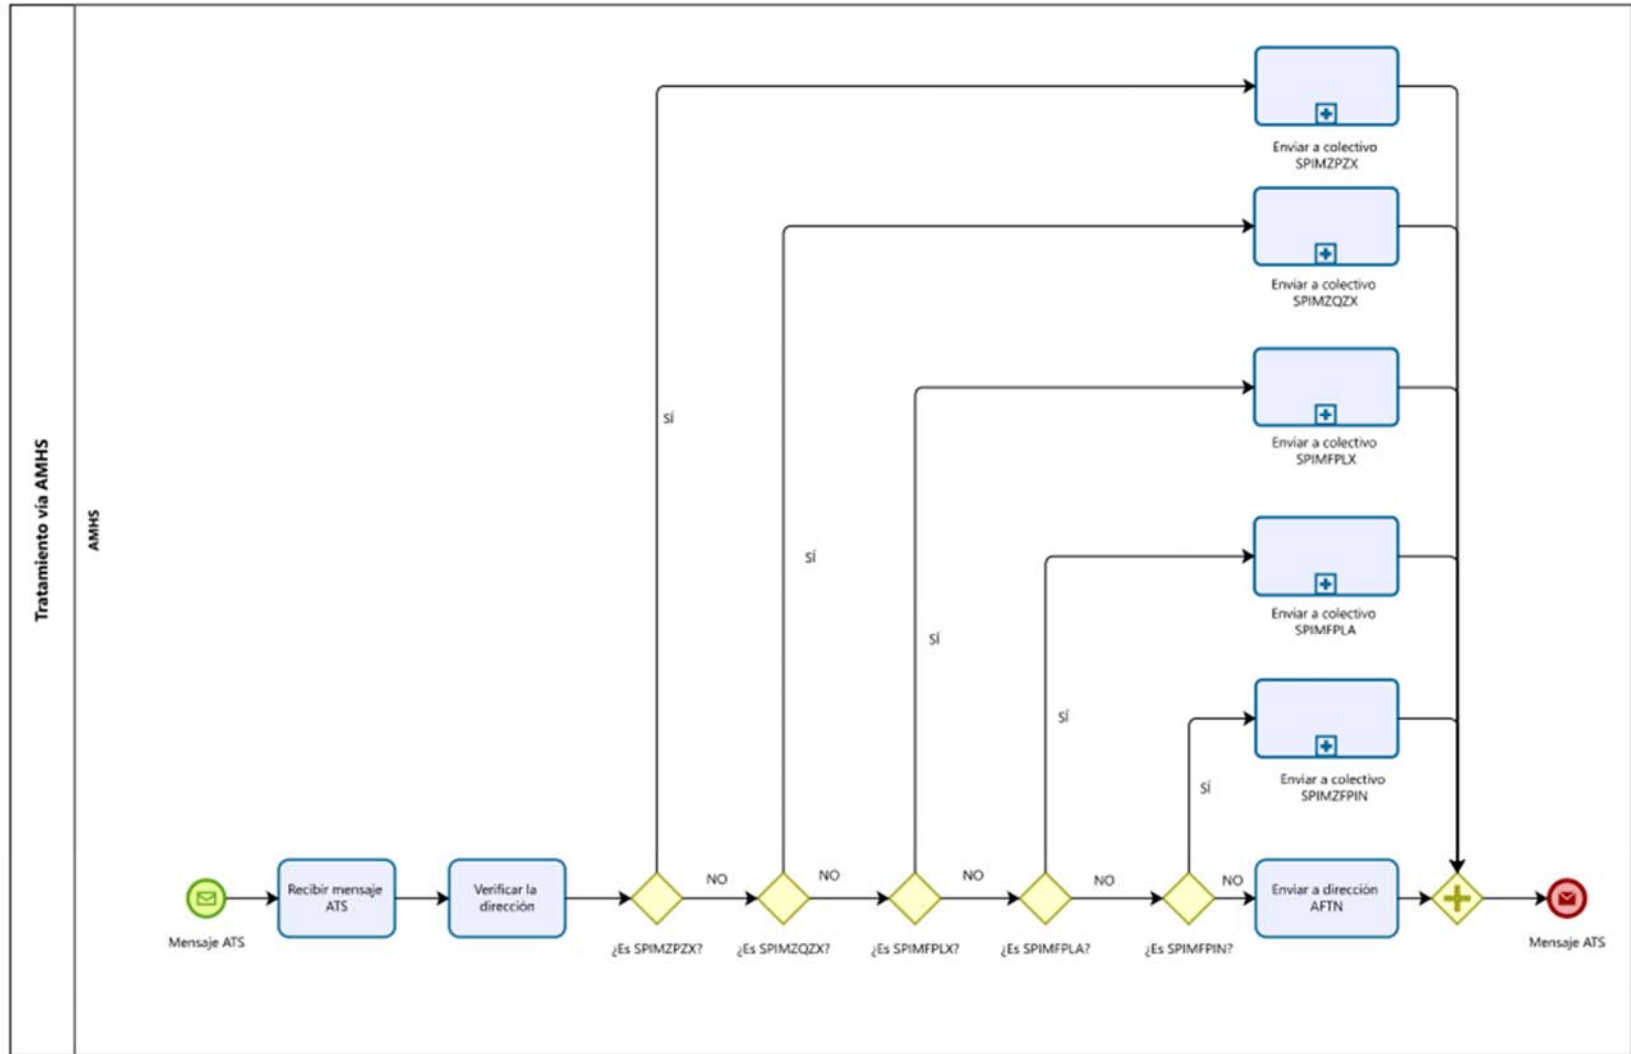 Tratamiento vía AMHS
AMHS
Enviar a colectivo
SPIMZPZX
Enviar a colectivo
SPIMZQZX
Enviar a colectivo
SPIMFPLX
Enviar a colectivo
SPIMFPLA
Enviar a colectivo
SPIMZFPIN
SÍ
SÍ
SÍ
SÍ
SÍ
Mensaje ATS
Recibir mensaje
ATS
Verificar la
dirección
¿Es SPIMZPZX?
NO
¿Es SPIMZQZX?
NO
¿Es SPIMFPLX?
NO
¿Es SPIMFPLA?
NO
¿Es SPIMFPIN?
NO
Enviar a dirección
AFTN
Mensaje ATS